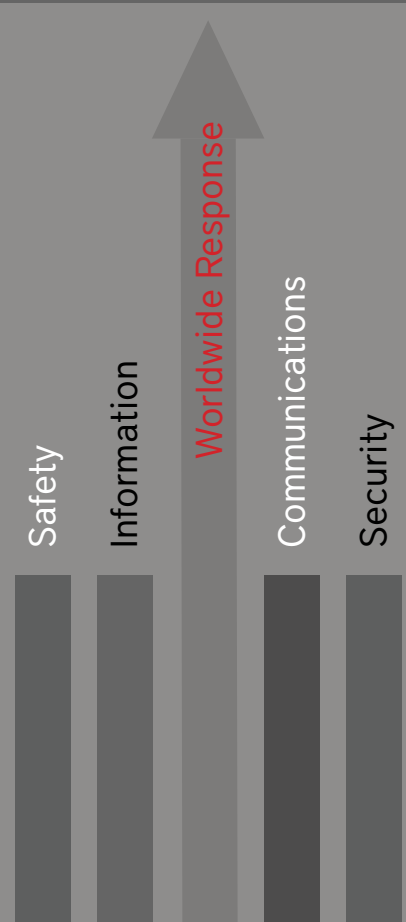 Safety
Information
Worldwide Response
Communications
Security